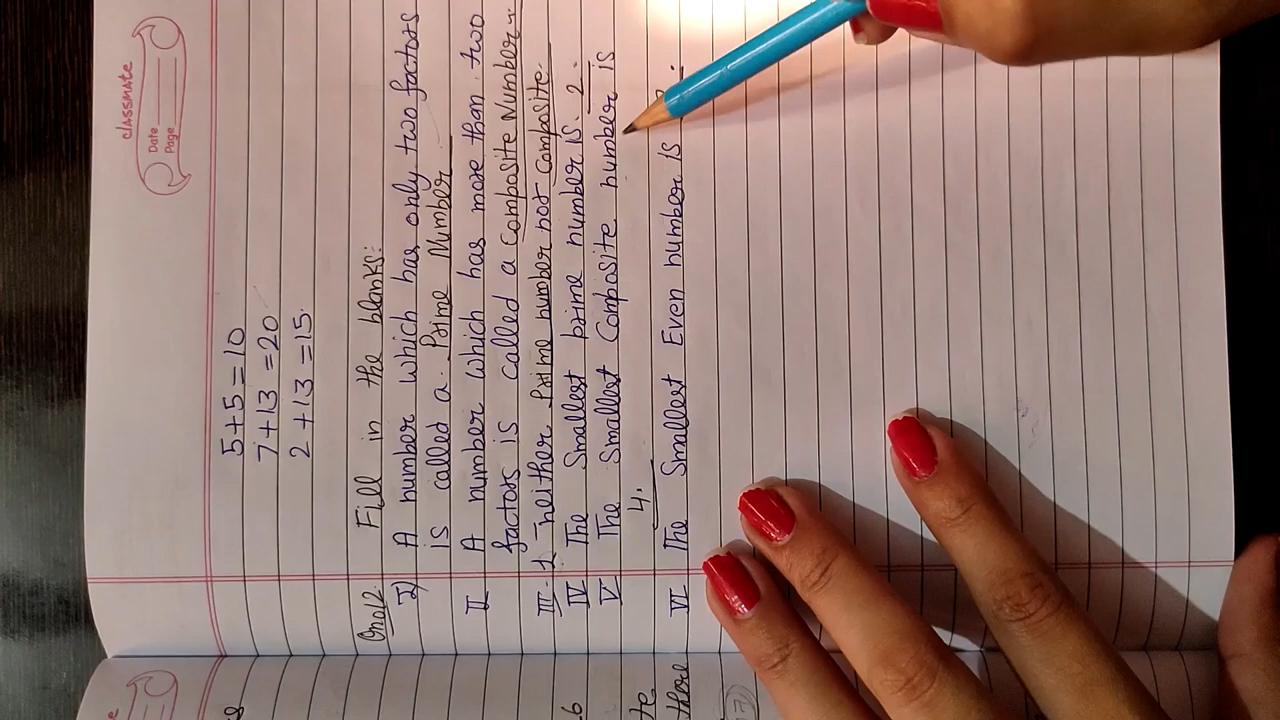 classmate
Date
Page
5+5=10
7+13=20
2+13=15.
Fill in the blanks:
I) A number which has only two factors
is called a. Prime Number
II A number which has more than two
factors is called a Composite Number.
III. 1 neither Prime number not Composite.
IV The Smallest prime number is. 2.
V The Smallest Composite number is
4.
VI The Smallest Even number is